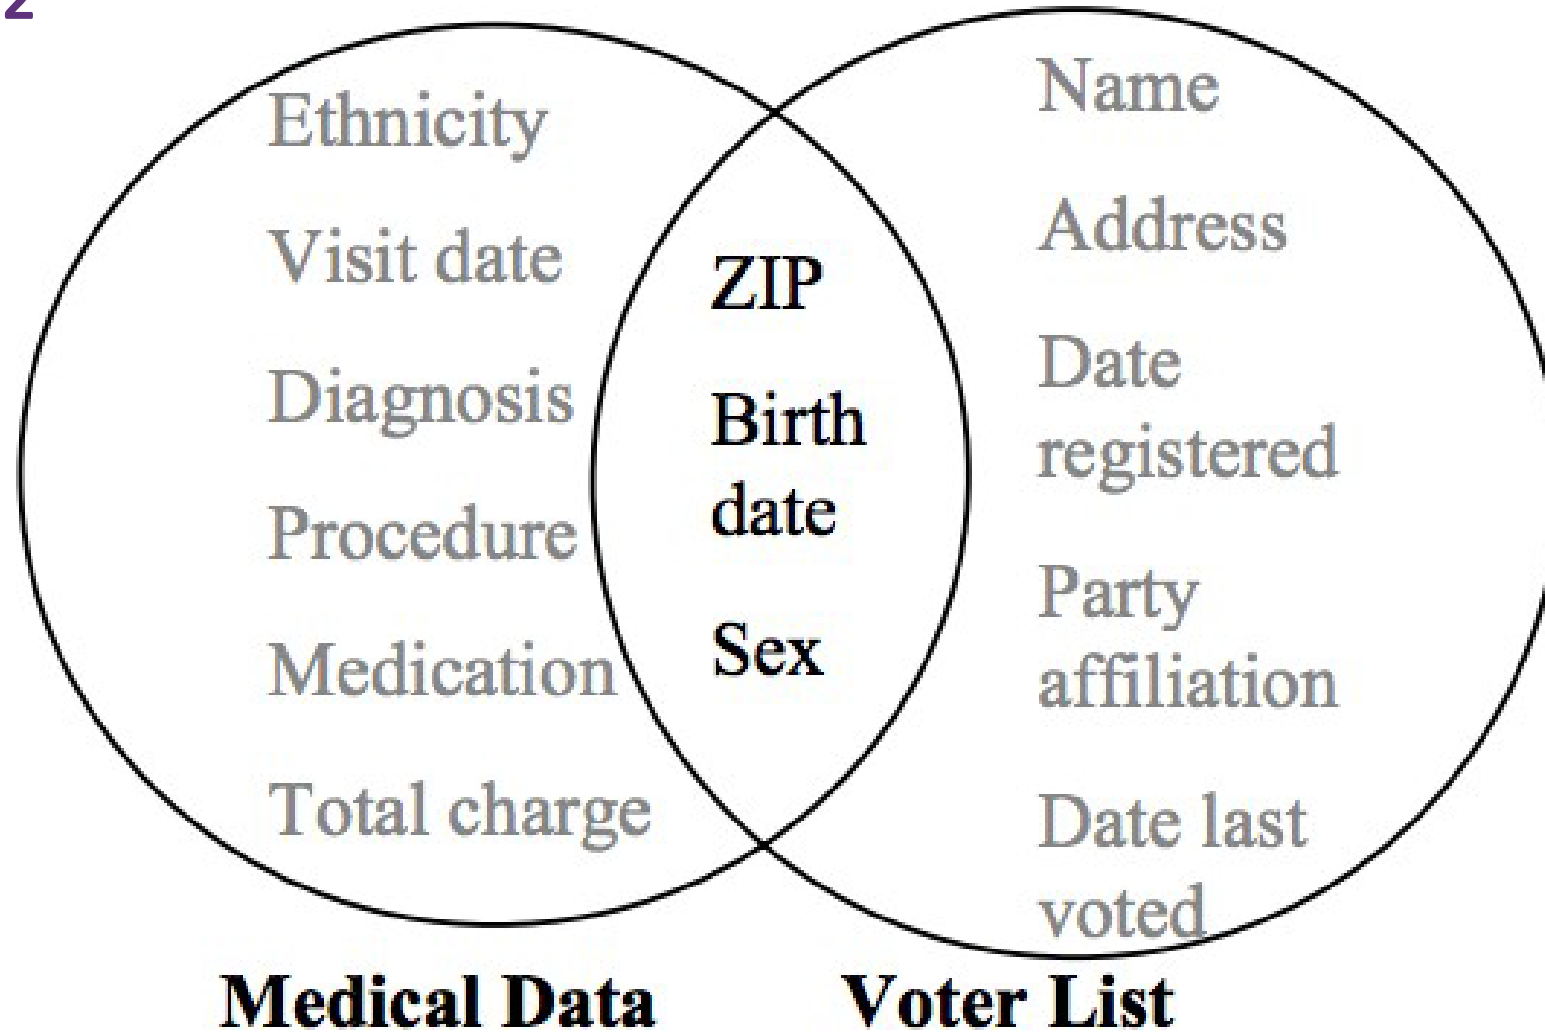 2
Ethnicity
Visit date
Diagnosis
Procedure
Medication
Total charge
ZIP
Birth
date
Sex
Name
Address
Date
registered
Party
affiliation
Date last
voted
Medical Data
Voter List